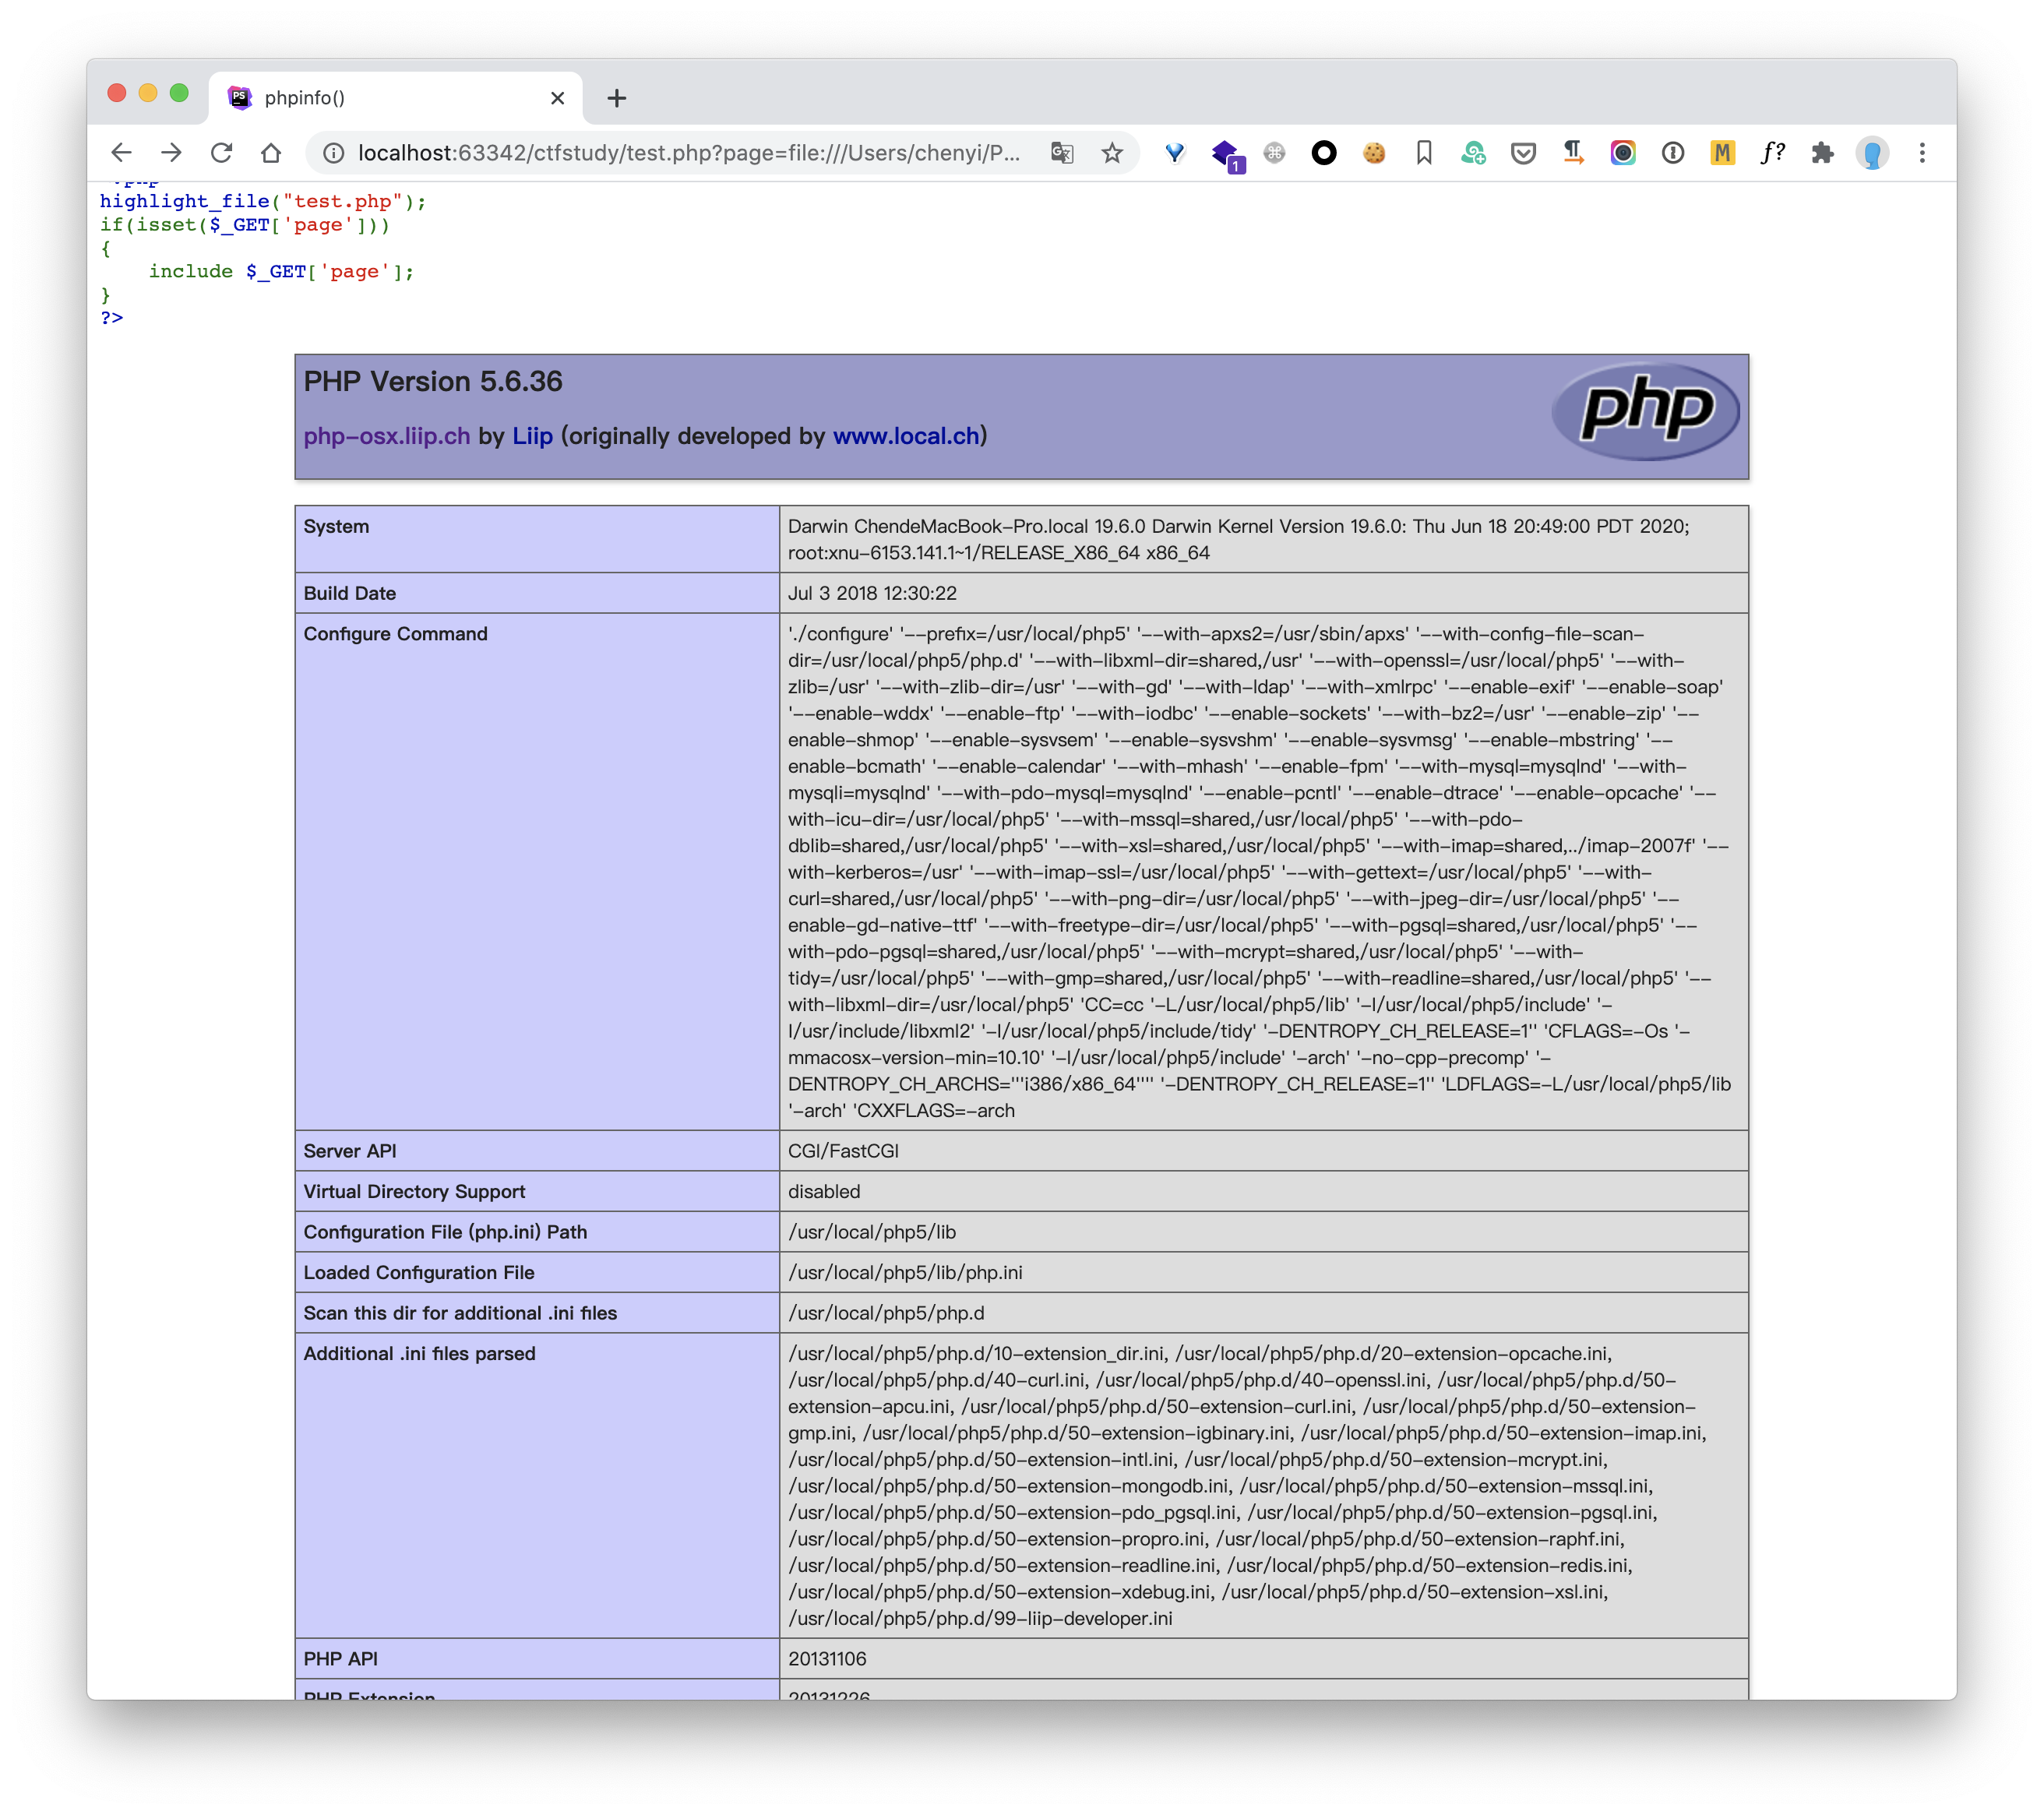 phpinfo()
localhost:63342/ctfstudy/test.php?page=file:///Users/chenyi/P...
1
M
f?
<?php
highlight_file("test.php");
if(isset($_GET['page']))
{
    include $_GET['page'];
}
?>
PHP Version 5.6.36
php
php-osx.liip.ch by Liip (originally developed by www.local.ch)
System
Darwin ChendeMacBook-Pro.local 19.6.0 Darwin Kernel Version 19.6.0: Thu Jun 18 20:49:00 PDT 2020;
root:xnu-6153.141.1~1/RELEASE_X86_64 x86_64
Build Date
Jul 3 2018 12:30:22
Configure Command
'./configure' '--prefix=/usr/local/php5' '--with-apxs2=/usr/sbin/apxs' '--with-config-file-scan-
dir=/usr/local/php5/php.d' '--with-libxml-dir=shared,/usr' '--with-openssl=/usr/local/php5' '--with-
zlib=/usr' '--with-zlib-dir=/usr' '--with-gd' '--with-ldap' '--with-xmlrpc' '--enable-exif' '--enable-soap'
'--enable-wddx' '--enable-ftp' '--with-iodbc' '--enable-sockets' '--with-bz2=/usr' '--enable-zip' '--
enable-shmop' '--enable-sysvsem' '--enable-sysvshm' '--enable-sysvmsg' '--enable-mbstring' '--
enable-bcmath' '--enable-calendar' '--with-mhash' '--enable-fpm' '--with-mysql=mysqlnd' '--with-
mysqli=mysqlnd' '--with-pdo-mysql=mysqlnd' '--enable-pcntl' '--enable-dtrace' '--enable-opcache' '--
with-icu-dir=/usr/local/php5' '--with-mssql=shared,/usr/local/php5' '--with-pdo-
dblib=shared,/usr/local/php5' '--with-xsl=shared,/usr/local/php5' '--with-imap=shared,../imap-2007f' '--
with-kerberos=/usr' '--with-imap-ssl=/usr/local/php5' '--with-gettext=/usr/local/php5' '--with-
curl=shared,/usr/local/php5' '--with-png-dir=/usr/local/php5' '--with-jpeg-dir=/usr/local/php5' '--
enable-gd-native-ttf' '--with-freetype-dir=/usr/local/php5' '--with-pgsql=shared,/usr/local/php5' '--
with-pdo-pgsql=shared,/usr/local/php5' '--with-mcrypt=shared,/usr/local/php5' '--with-
tidy=/usr/local/php5' '--with-gmp=shared,/usr/local/php5' '--with-readline=shared,/usr/local/php5' '--
with-libxml-dir=/usr/local/php5' 'CC=cc '-L/usr/local/php5/lib' '-I/usr/local/php5/include' '-
I/usr/include/libxml2' '-I/usr/local/php5/include/tidy' '-DENTROPY_CH_RELEASE=1'' 'CFLAGS=-Os '-
mmacosx-version-min=10.10' '-I/usr/local/php5/include' '-arch' '-no-cpp-precomp' '-
DENTROPY_CH_ARCHS='''i386/x86_64'''' '-DENTROPY_CH_RELEASE=1'' 'LDFLAGS=-L/usr/local/php5/lib
'-arch' 'CXXFLAGS=-arch
Server API
CGI/FastCGI
Virtual Directory Support
disabled
Configuration File (php.ini) Path
/usr/local/php5/lib
Loaded Configuration File
/usr/local/php5/lib/php.ini
Scan this dir for additional .ini files
/usr/local/php5/php.d
Additional .ini files parsed
/usr/local/php5/php.d/10-extension_dir.ini, /usr/local/php5/php.d/20-extension-opcache.ini,
/usr/local/php5/php.d/40-curl.ini, /usr/local/php5/php.d/40-openssl.ini, /usr/local/php5/php.d/50-
extension-apcu.ini, /usr/local/php5/php.d/50-extension-curl.ini, /usr/local/php5/php.d/50-extension-
gmp.ini, /usr/local/php5/php.d/50-extension-igbinary.ini, /usr/local/php5/php.d/50-extension-imap.ini,
/usr/local/php5/php.d/50-extension-intl.ini, /usr/local/php5/php.d/50-extension-mcrypt.ini,
/usr/local/php5/php.d/50-extension-mongodb.ini, /usr/local/php5/php.d/50-extension-mssql.ini,
/usr/local/php5/php.d/50-extension-pdo_pgsql.ini, /usr/local/php5/php.d/50-extension-pgsql.ini,
/usr/local/php5/php.d/50-extension-propro.ini, /usr/local/php5/php.d/50-extension-raphf.ini,
/usr/local/php5/php.d/50-extension-readline.ini, /usr/local/php5/php.d/50-extension-redis.ini,
/usr/local/php5/php.d/50-extension-xdebug.ini, /usr/local/php5/php.d/50-extension-xsl.ini,
/usr/local/php5/php.d/99-liip-developer.ini
PHP API
20131106
PHP Extension
20131226